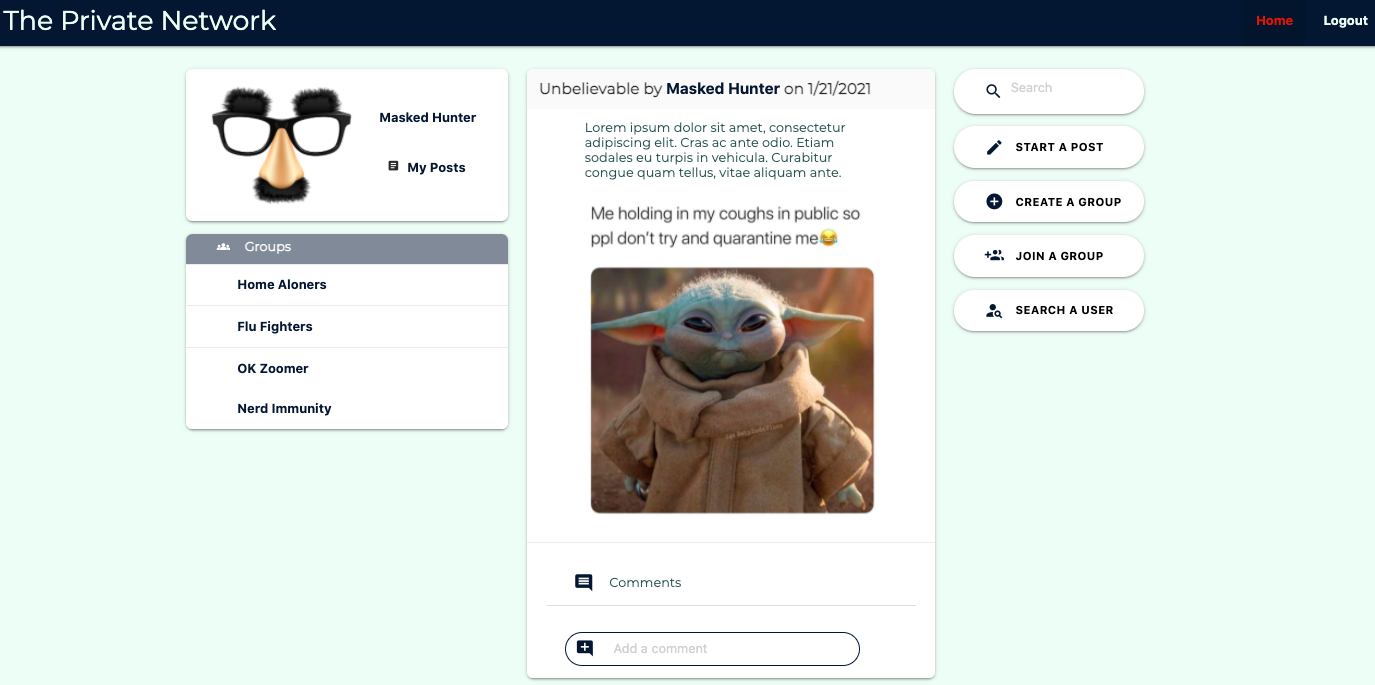 The Private Network
Home
Logout
Masked Hunter
My Posts
Groups
Home Aloners
Flu Fighters
OK Zoomer
Nerd Immunity
Unbelievable by Masked Hunter on 1/21/2021
Lorem ipsum dolor sit amet, consectetur
adipiscing elit. Cras ac ante odio. Etiam
sodales eu turpis in vehicula. Curabitur
congue quam tellus, vitae aliquam ante.
Me holding in my coughs in public so
ppl don't try and quarantine me😂
Comments
Add a comment
Search
START A POST
CREATE A GROUP
JOIN A GROUP
SEARCH A USER